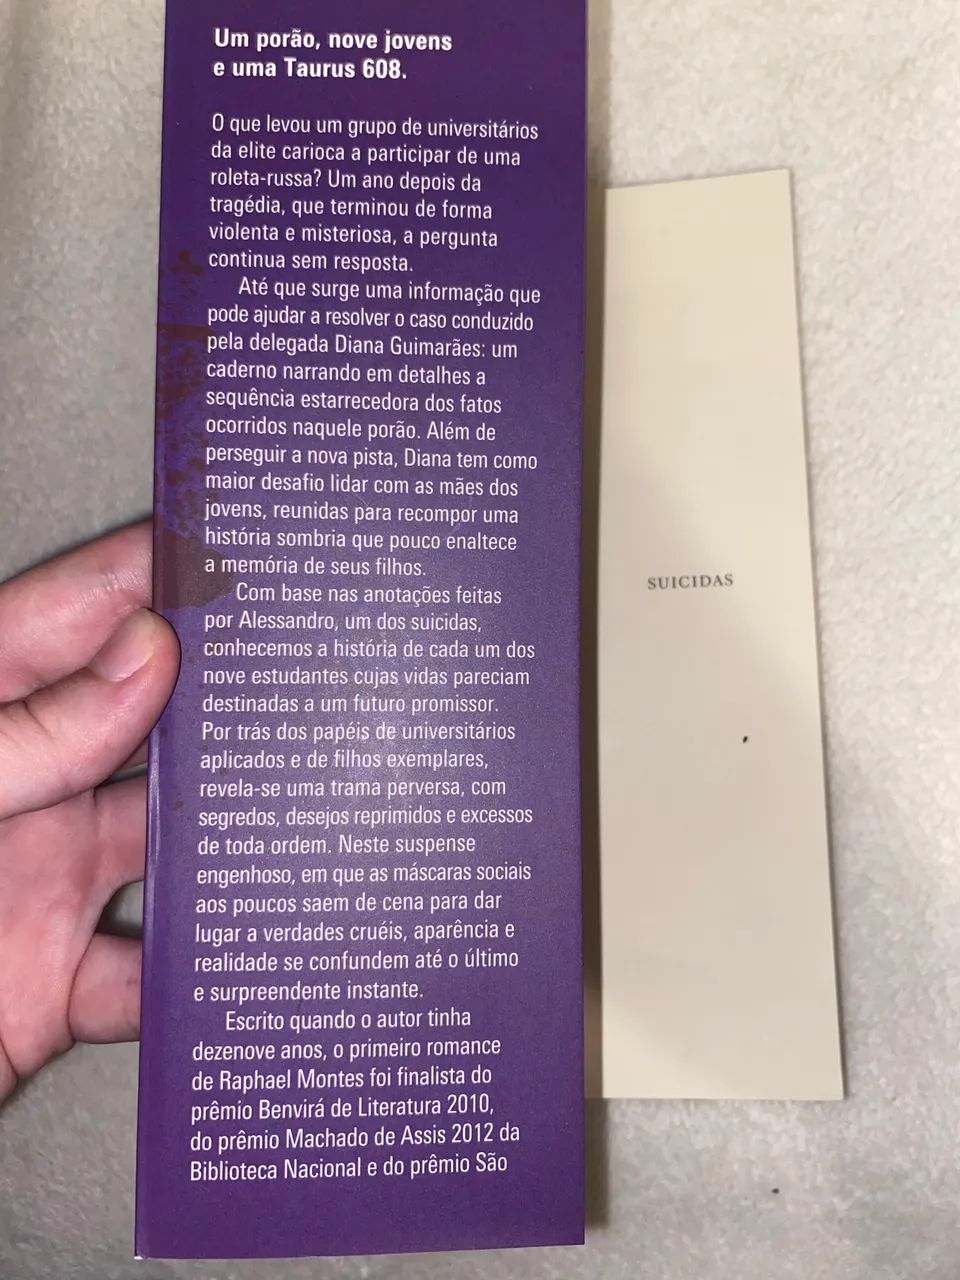 Um porão, nove jovens
e uma Taurus 608.
O que levou um grupo de universitários
da elite carioca a participar de uma
roleta-russa? Um ano depois da
tragédia, que terminou de forma
violenta e misteriosa, a pergunta
continua sem resposta.
Até que surge uma informação que
pode ajudar a resolver o caso conduzido
pela delegada Diana Guimarães: um
caderno narrando em detalhes a
sequência estarrecedora dos fatos
ocorridos naquele porão. Além de
perseguir a nova pista, Diana tem como
maior desafio lidar com as mães dos
jovens, reunidas para recompor uma
história sombria que pouco enaltece
a memória de seus filhos.
Com base nas anotações feitas
por Alessandro, um dos suicidas,
conhecemos a história de cada um dos
nove estudantes cujas vidas pareciam
destinadas a um futuro promissor.
Por trás dos papéis de universitários
aplicados e de filhos exemplares,
revela-se uma trama perversa, com
segredos, desejos reprimidos e excessos
de toda ordem. Neste suspense
engenhoso, em que as máscaras sociais
aos poucos saem de cena para dar
lugar a verdades cruéis, aparência e
realidade se confundem até o último
e surpreendente instante.
Escrito quando o autor tinha
dezenove anos, o primeiro romance
de Raphael Montes foi finalista do
prêmio Benvirá de Literatura 2010,
do prêmio Machado de Assis 2012 da
Biblioteca Nacional e do prêmio São
SUICIDAS